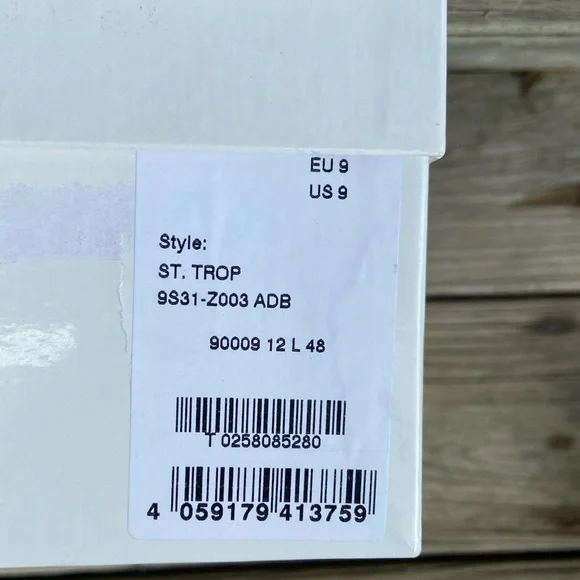 EU 9
US 9
Style:
ST. TROP
9S31-Z003 ADB
90009 12 L 48
T 0258085280
4 059179 413759